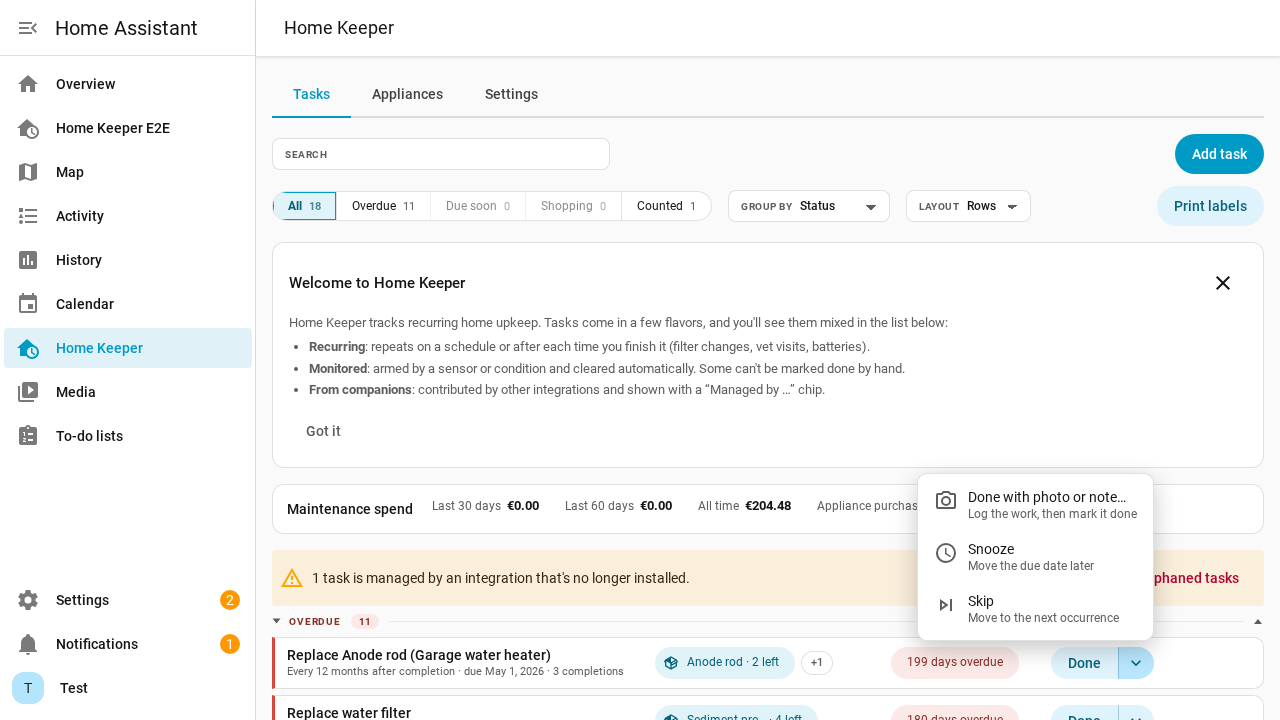 Home Assistant
Overview
Home Keeper E2E
Map
Activity
History
Calendar
Home Keeper
Media
To-do lists
Settings 2
Notifications 1
T Test
Home Keeper
Tasks Appliances Settings
SEARCH
Add task
All 18 Overdue 11 Due soon 0 Shopping 0 Counted 1 GROUP BY Status LAYOUT Rows Print labels
Welcome to Home Keeper
Home Keeper tracks recurring home upkeep. Tasks come in a few flavors, and you'll see them mixed in the list below:
• Recurring: repeats on a schedule or after each time you finish it (filter changes, vet visits, batteries).
• Monitored: armed by a sensor or condition and cleared automatically. Some can't be marked done by hand.
• From companions: contributed by other integrations and shown with a “Managed by …” chip.
Got it
Maintenance spend Last 30 days €0.00 Last 60 days €0.00 All time €204.48 Appliance purchas
Done with photo or note…
Log the work, then mark it done
Snooze
Move the due date later
Skip
Move to the next occurrence
1 task is managed by an integration that's no longer installed. phaned tasks
OVERDUE 11
Replace Anode rod (Garage water heater)
Every 12 months after completion · due May 1, 2026 · 3 completions
Anode rod · 2 left +1 199 days overdue Done
Replace water filter
Sediment pre… · 4 left 180 days overdue Done